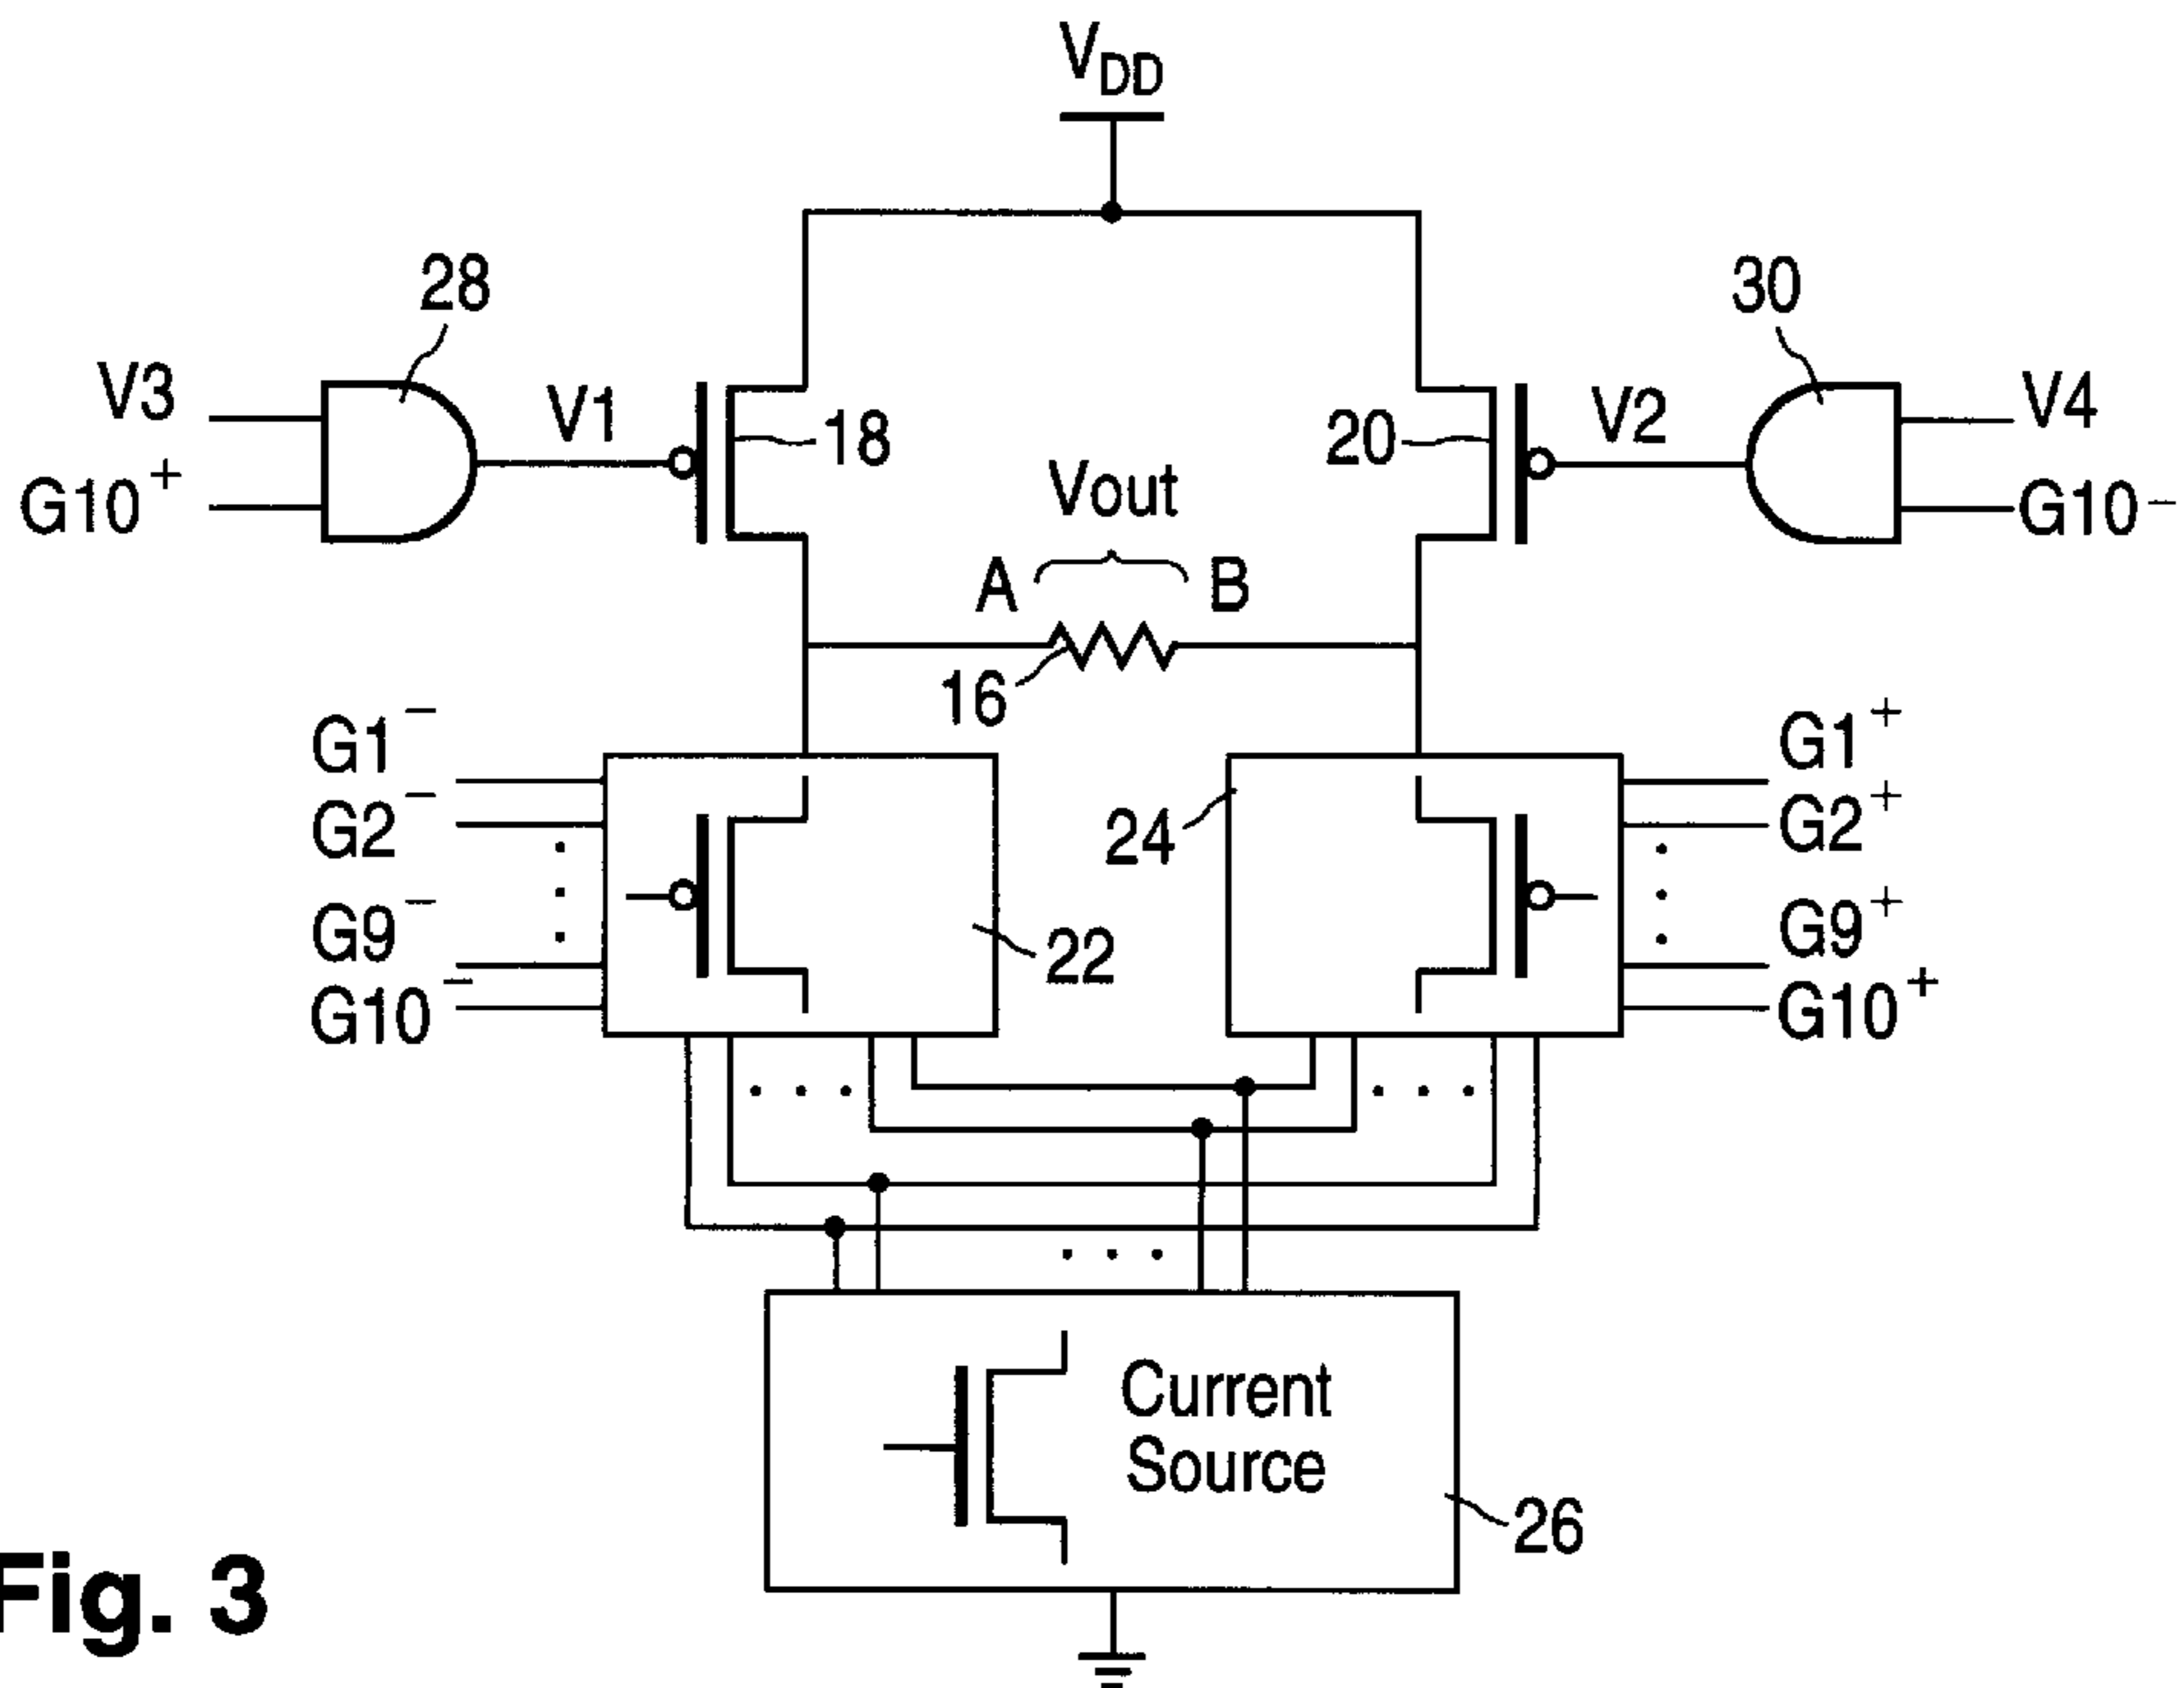 V_DD
28
30
V3
V1
18
20
V2
V4
G10^+
Vout
G10^-
A
B
16
G1^-
G1^+
G2^-
24
G2^+
G9^-
22
G9^+
G10^-
G10^+
Current
Source
26
Fig. 3